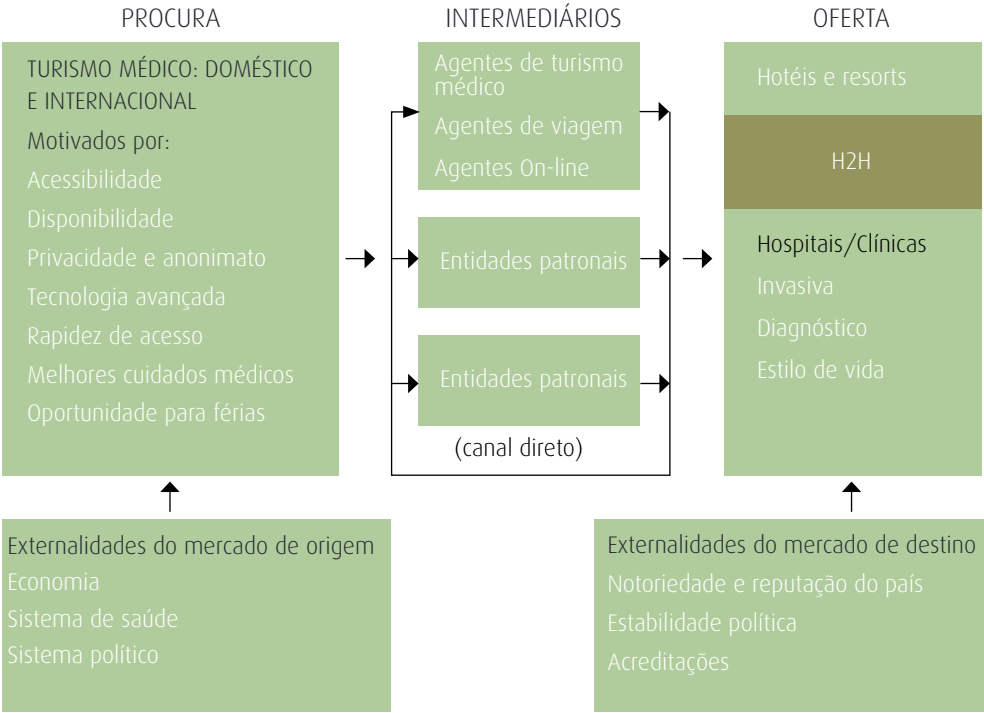 PROCURA
TURISMO MÉDICO: DOMÉSTICO
E INTERNACIONAL
Motivados por:
Acessibilidade
Disponibilidade
Privacidade e anonimato
Tecnologia avançada
Rapidez de acesso
Melhores cuidados médicos
Oportunidade para férias
INTERMEDIÁRIOS
Agentes de turismo
médico
Agentes de viagem
Agentes On-line
Entidades patronais
Entidades patronais
(canal direto)
OFERTA
Hotéis e resorts
H2H
Hospitais/Clínicas
Invasiva
Diagnóstico
Estilo de vida
Externalidades do mercado de origem
Economia
Sistema de saúde
Sistema político
Externalidades do mercado de destino
Notoriedade e reputação do país
Estabilidade política
Acreditações